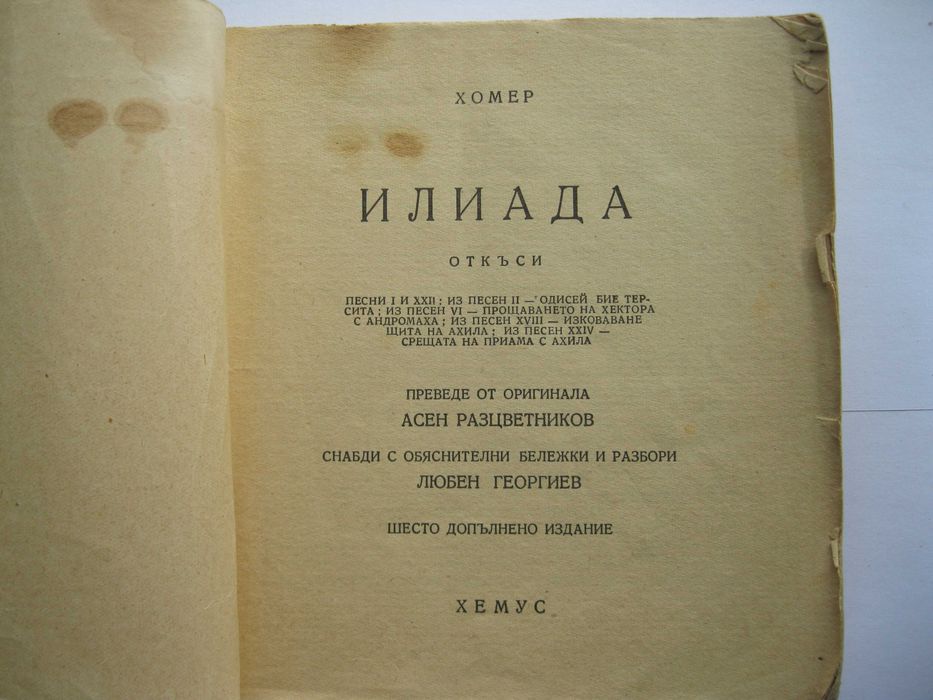 ХОМЕР
ИЛИАДА
ОТКЪСИ
ПЕСНИ I И XXII; ИЗ ПЕСЕН II — ОДИСЕЙ БИЕ ТЕР-
СИТА; ИЗ ПЕСЕН VI — ПРОЩАВАНЕТО НА ХЕКТОРА
С АНДРОМАХА; ИЗ ПЕСЕН XVIII — ИЗКОВАВАНЕ
ЩИТА НА АХИЛА; ИЗ ПЕСЕН XXIV —
СРЕЩАТА НА ПРИАМА С АХИЛА
ПРЕВЕДЕ ОТ ОРИГИНАЛА
АСЕН РАЗЦВЕТНИКОВ
СНАБДИ С ОБЯСНИТЕЛНИ БЕЛЕЖКИ И РАЗБОРИ
ЛЮБЕН ГЕОРГИЕВ
ШЕСТО ДОПЪЛНЕНО ИЗДАНИЕ
ХЕМУС